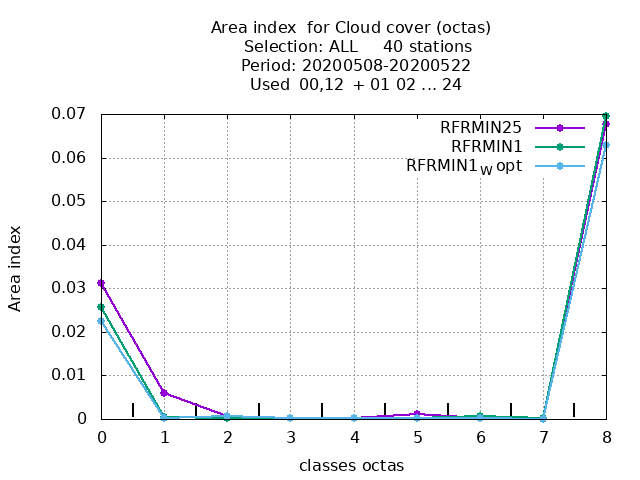 Area index  for Cloud cover (octas)
Selection: ALL     40 stations
Period: 20200508-20200522
Used  00,12  + 01 02 ... 24
RFRMIN25
RFRMIN1
RFRMIN1W opt
0.07
0.06
0.05
0.04
0.03
0.02
0.01
0
Area index
0 1 2 3 4 5 6 7 8
classes octas